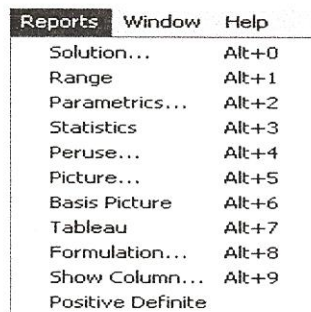 Reports Window Help
Solution... Alt+0
Range Alt+1
Parametrics... Alt+2
Statistics Alt+3
Peruse... Alt+4
Picture... Alt+5
Basis Picture Alt+6
Tableau Alt+7
Formulation... Alt+8
Show Column... Alt+9
Positive Definite